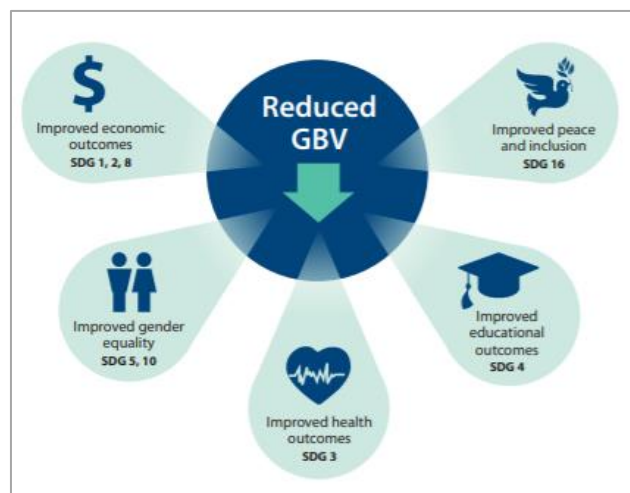 Reduced
GBV
$
Improved economic
outcomes
SDG 1, 2, 8
Improved peace
and inclusion
SDG 16
Improved gender
equality
SDG 5, 10
Improved
educational
outcomes
SDG 4
Improved health
outcomes
SDG 3